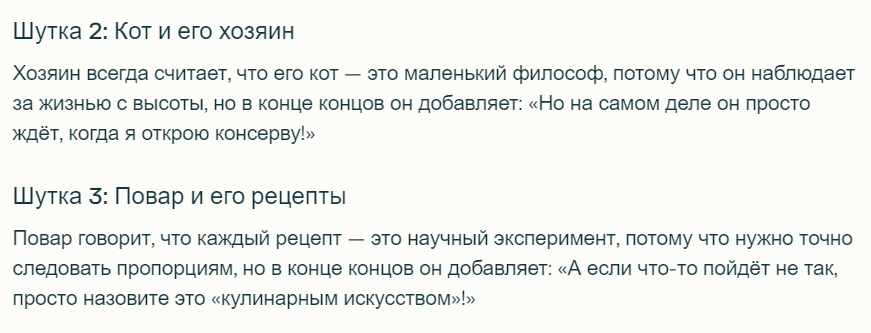 Шутка 2: Кот и его хозяин
Хозяин всегда считает, что его кот — это маленький философ, потому что он наблюдает
за жизнью с высоты, но в конце концов он добавляет: «Но на самом деле он просто
ждёт, когда я открою консерву!»
Шутка 3: Повар и его рецепты
Повар говорит, что каждый рецепт — это научный эксперимент, потому что нужно точно
следовать пропорциям, но в конце концов он добавляет: «А если что-то пойдёт не так,
просто назовите это «кулинарным искусством»!»